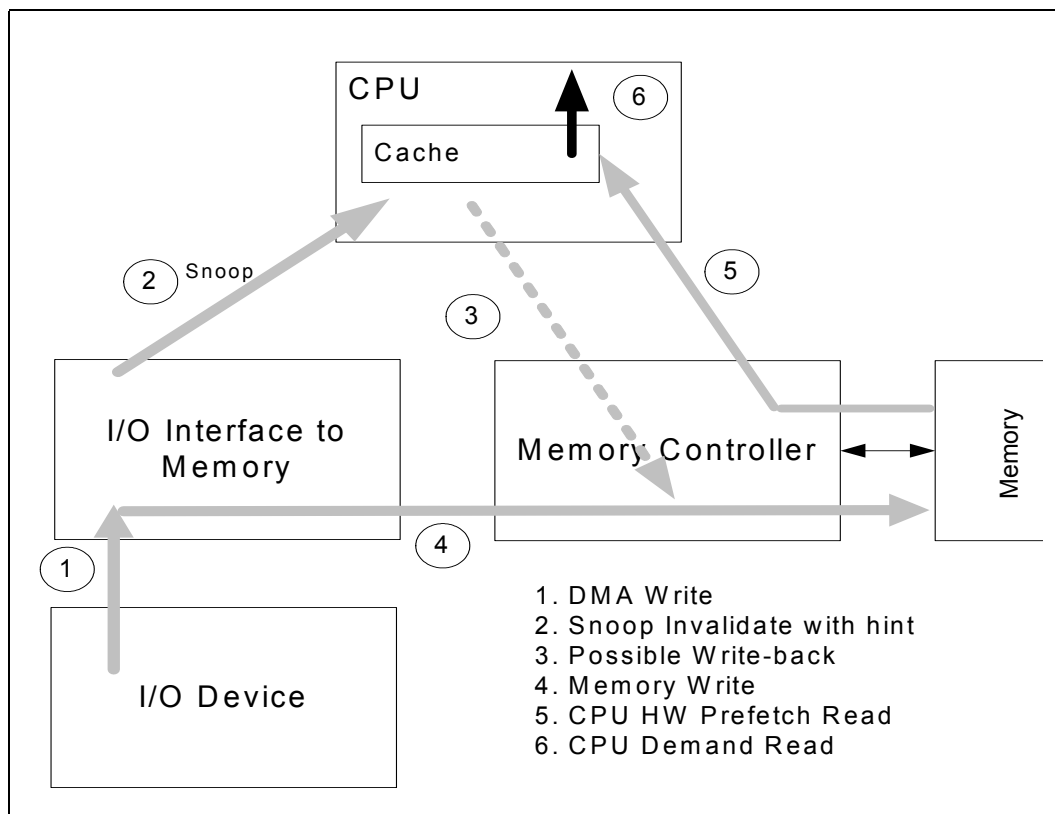 CPU
6
Cache
2
Snoop
5
3
I/O Interface to
Memory
Memory Controller
Memory
4
1
I/O Device
1. DMA Write
2. Snoop Invalidate with hint
3. Possible Write-back
4. Memory Write
5. CPU HW Prefetch Read
6. CPU Demand Read